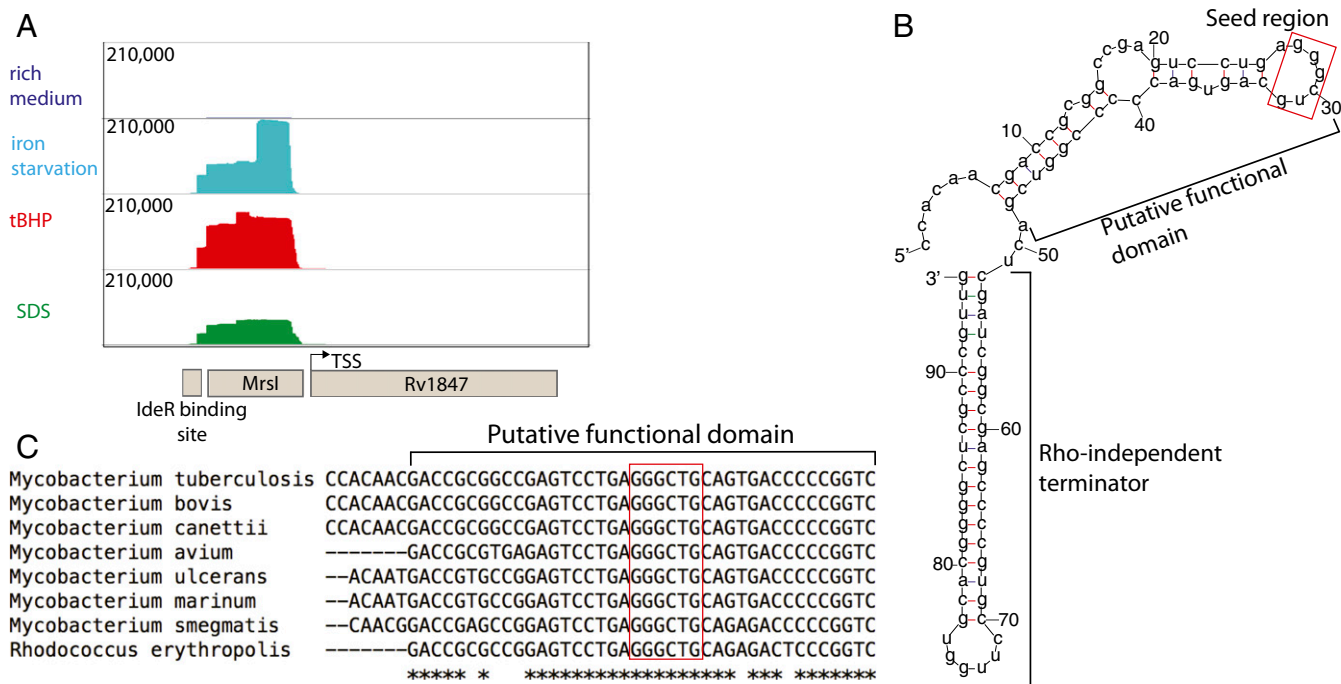 A
rich medium
210,000
iron starvation
210,000
tBHP
210,000
SDS
210,000
TSS
MrsI
Rv1847
IdeR binding site
B
Seed region
5'
ccacaacgaccgcggccgaguccugagggcugcagugacccccggucgacucgaucggcgagccccgugccuuggugcacggggcucgcccguug
3'
10
20
30
40
50
60
70
80
90
Putative functional domain
Rho-independent terminator
C
Putative functional domain
Mycobacterium tuberculosis CCACAACGACCGCGGCCGAGTCCTGAGGGCTGCAGTGACCCCCGGTC
Mycobacterium bovis CCACAACGACCGCGGCCGAGTCCTGAGGGCTGCAGTGACCCCCGGTC
Mycobacterium canettii CCACAACGACCGCGGCCGAGTCCTGAGGGCTGCAGTGACCCCCGGTC
Mycobacterium avium -------GACCGCGTGAGAGTCCTGAGGGCTGCAGTGACCCCCGGTC
Mycobacterium ulcerans --ACAATGACCGTGCCGGAGTCCTGAGGGCTGCAGTGACCCCCGGTC
Mycobacterium marinum --ACAATGACCGTGCCGGAGTCCTGAGGGCTGCAGTGACCCCCGGTC
Mycobacterium smegmatis --CAACGGACCGAGCCGGAGTCCTGAGGGCTGCAGAGACCCCCGGTC
Rhodococcus erythropolis -------GACCGCGCCGGAGTCCTGAGGGCTGCAGAGACTCCCGGTC
***** *   ****************** *** *******